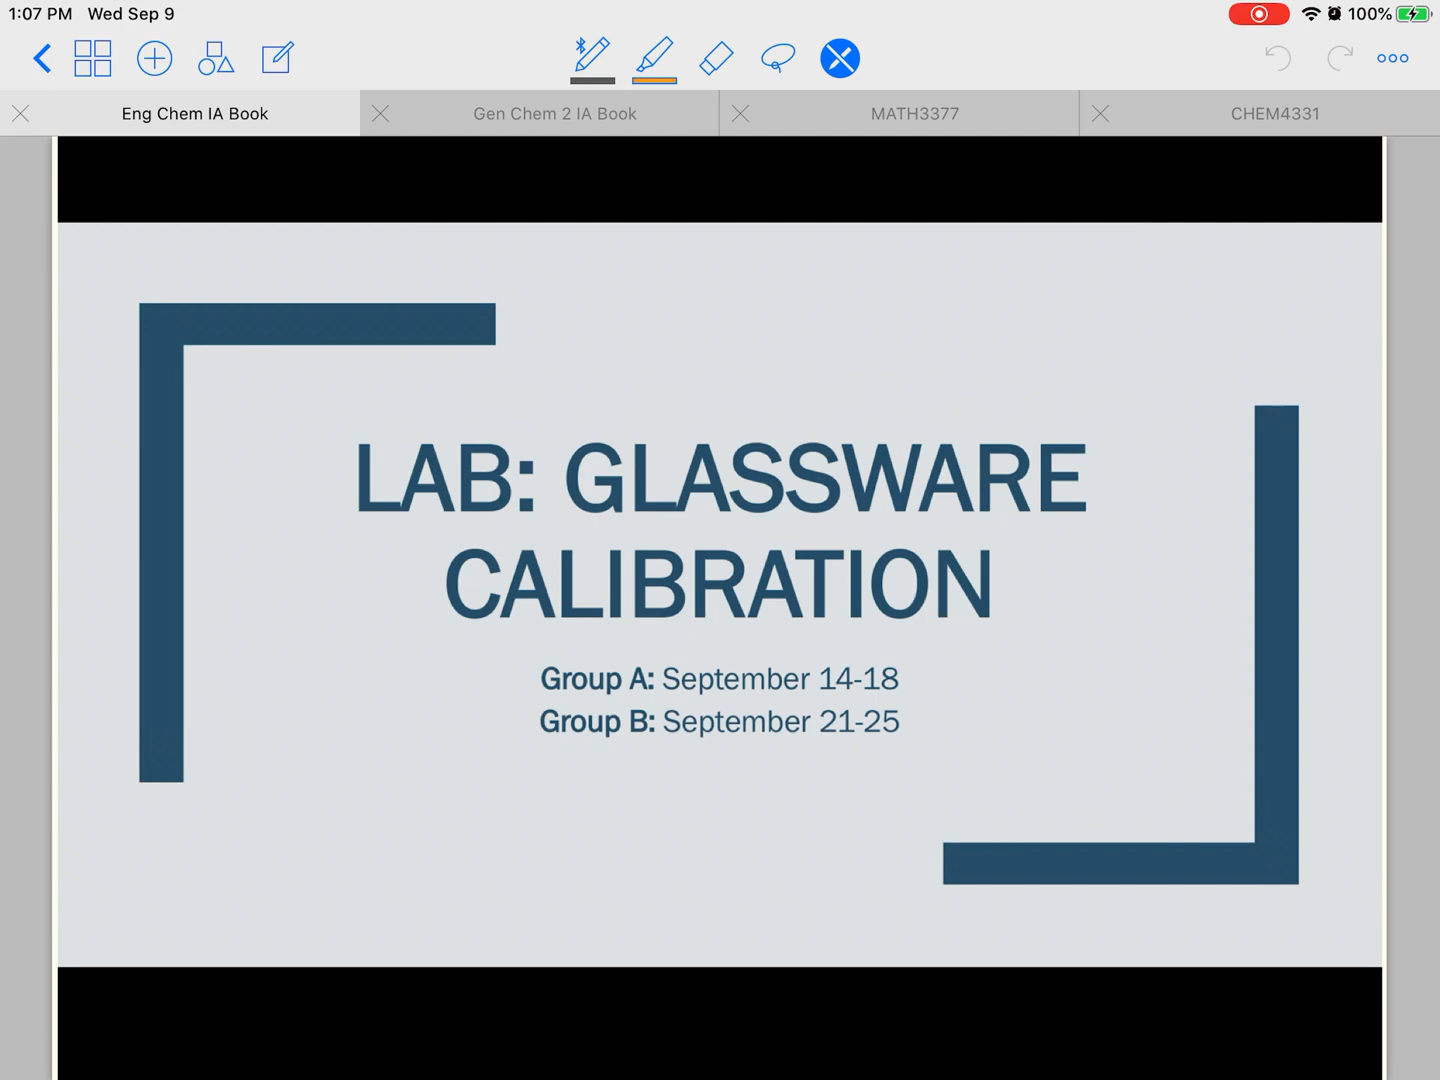 1:07 PM Wed Sep 9 100%
Eng Chem IA Book Gen Chem 2 IA Book MATH3377 CHEM4331
LAB: GLASSWARE
CALIBRATION
Group A: September 14-18
Group B: September 21-25